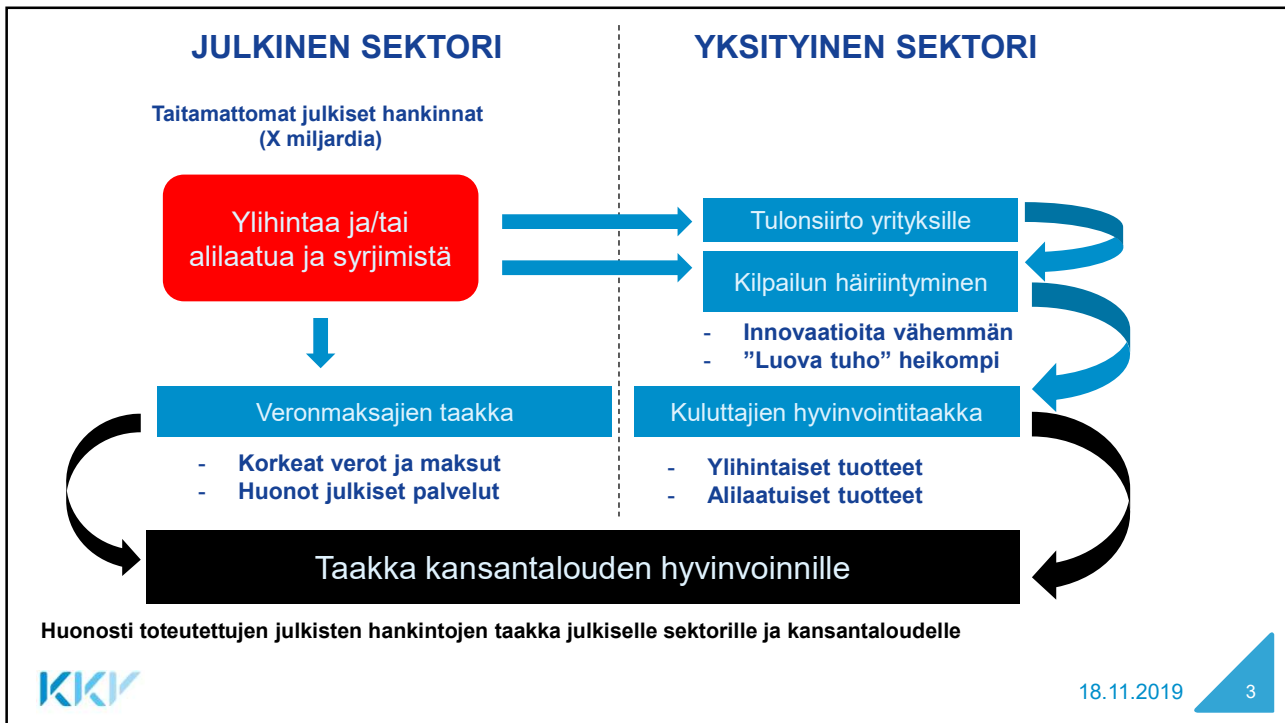 JULKINEN SEKTORI
YKSITYINEN SEKTORI
Taitamattomat julkiset hankinnat
(X miljardia)
Ylihintaa ja/tai
alilaatua ja syrjimistä
Tulonsiirto yrityksille
Kilpailun häiriintyminen
- Innovaatioita vähemmän
- ”Luova tuho” heikompi
Veronmaksajien taakka
- Korkeat verot ja maksut
- Huonot julkiset palvelut
Kuluttajien hyvinvointitaakka
- Ylihintaiset tuotteet
- Alilaatuiset tuotteet
Taakka kansantalouden hyvinvoinnille
Huonosti toteutettujen julkisten hankintojen taakka julkiselle sektorille ja kansantaloudelle
KKV
18.11.2019
3